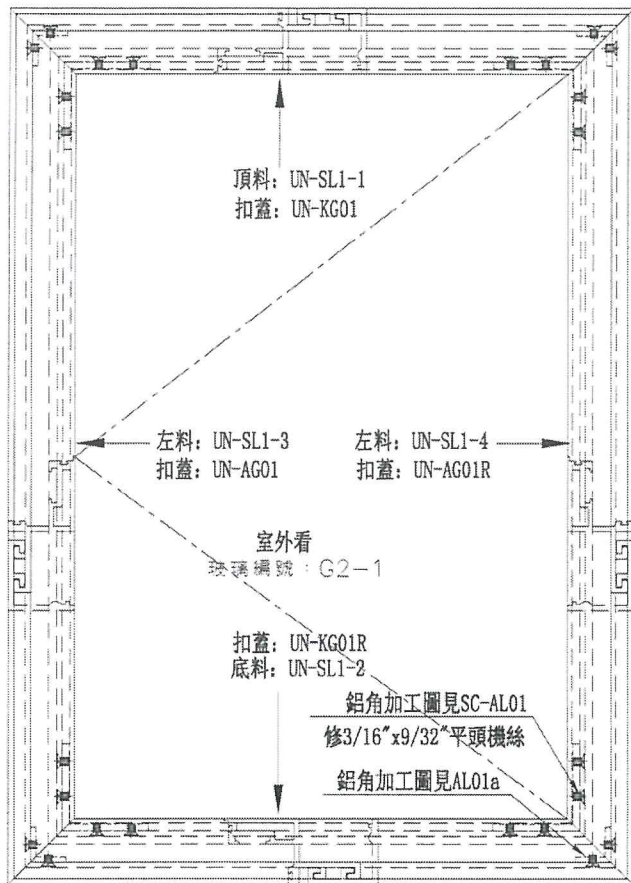 頂料: UN-SL1-1
扣蓋: UN-KG01
左料: UN-SL1-3
扣蓋: UN-AG01
左料: UN-SL1-4
扣蓋: UN-AG01R
室外看
玻璃編號：G2-1
扣蓋: UN-KG01R
底料: UN-SL1-2
鋁角加工圖見SC-AL01
修3/16"x9/32"平頭機絲
鋁角加工圖見AL01a